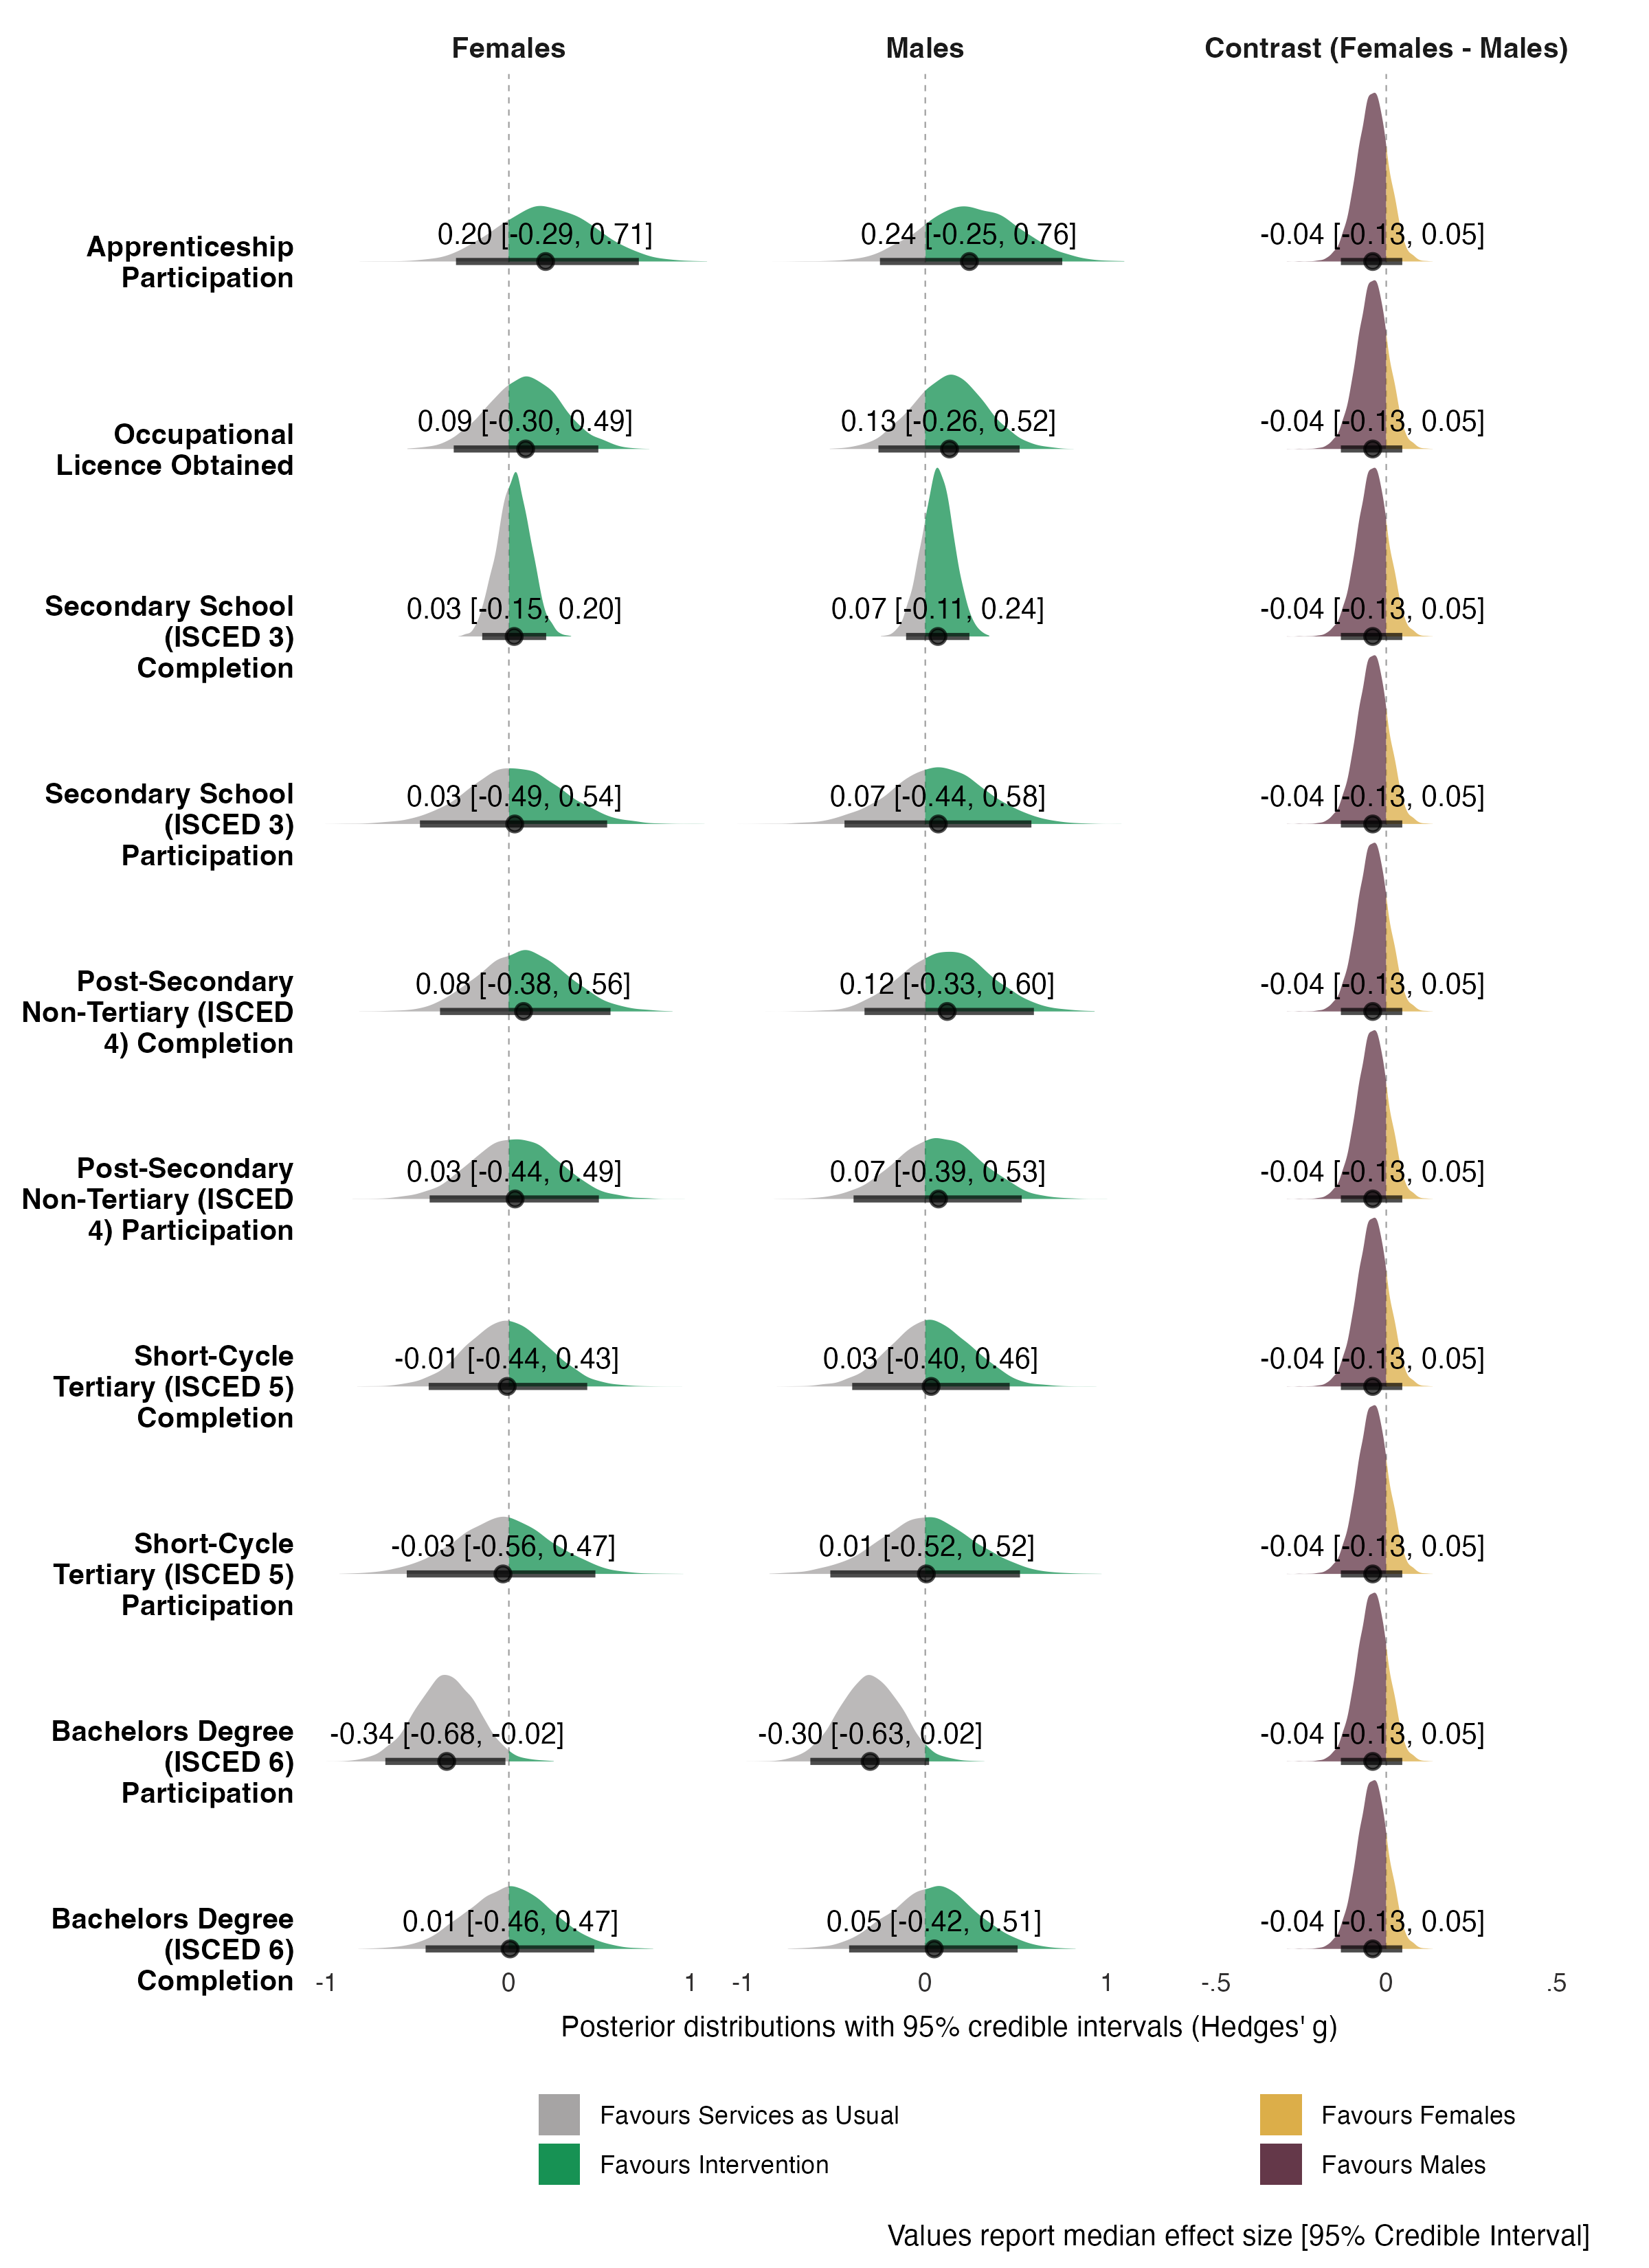 Females Males Contrast (Females - Males)
0.20 [-0.29, 0.71] 0.24 [-0.25, 0.76] -0.04 [-0.13, 0.05]
Apprenticeship
Participation
0.09 [-0.30, 0.49] 0.13 [-0.26, 0.52] -0.04 [-0.13, 0.05]
Occupational
Licence Obtained
0.03 [-0.15, 0.20] 0.07 [-0.11, 0.24] -0.04 [-0.13, 0.05]
Secondary School
(ISCED 3)
Completion
0.03 [-0.49, 0.54] 0.07 [-0.44, 0.58] -0.04 [-0.13, 0.05]
Secondary School
(ISCED 3)
Participation
0.08 [-0.38, 0.56] 0.12 [-0.33, 0.60] -0.04 [-0.13, 0.05]
Post-Secondary
Non-Tertiary (ISCED
4) Completion
0.03 [-0.44, 0.49] 0.07 [-0.39, 0.53] -0.04 [-0.13, 0.05]
Post-Secondary
Non-Tertiary (ISCED
4) Participation
-0.01 [-0.44, 0.43] 0.03 [-0.40, 0.46] -0.04 [-0.13, 0.05]
Short-Cycle
Tertiary (ISCED 5)
Completion
-0.03 [-0.56, 0.47] 0.01 [-0.52, 0.52] -0.04 [-0.13, 0.05]
Short-Cycle
Tertiary (ISCED 5)
Participation
-0.34 [-0.68, -0.02] -0.30 [-0.63, 0.02] -0.04 [-0.13, 0.05]
Bachelors Degree
(ISCED 6)
Participation
0.01 [-0.46, 0.47] 0.05 [-0.42, 0.51] -0.04 [-0.13, 0.05]
Bachelors Degree
(ISCED 6)
Completion
-1 0 1 -1 0 1 -.5 0 .5
Posterior distributions with 95% credible intervals (Hedges' g)
Favours Services as Usual Favours Females
Favours Intervention Favours Males
Values report median effect size [95% Credible Interval]